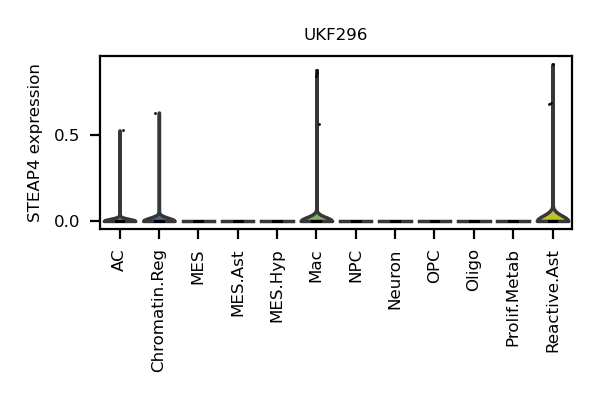 UKF296
STEAP4 expression
0.5
0.0
AC
Chromatin.Reg
MES
MES.Ast
MES.Hyp
Mac
NPC
Neuron
OPC
Oligo
Prolif.Metab
Reactive.Ast